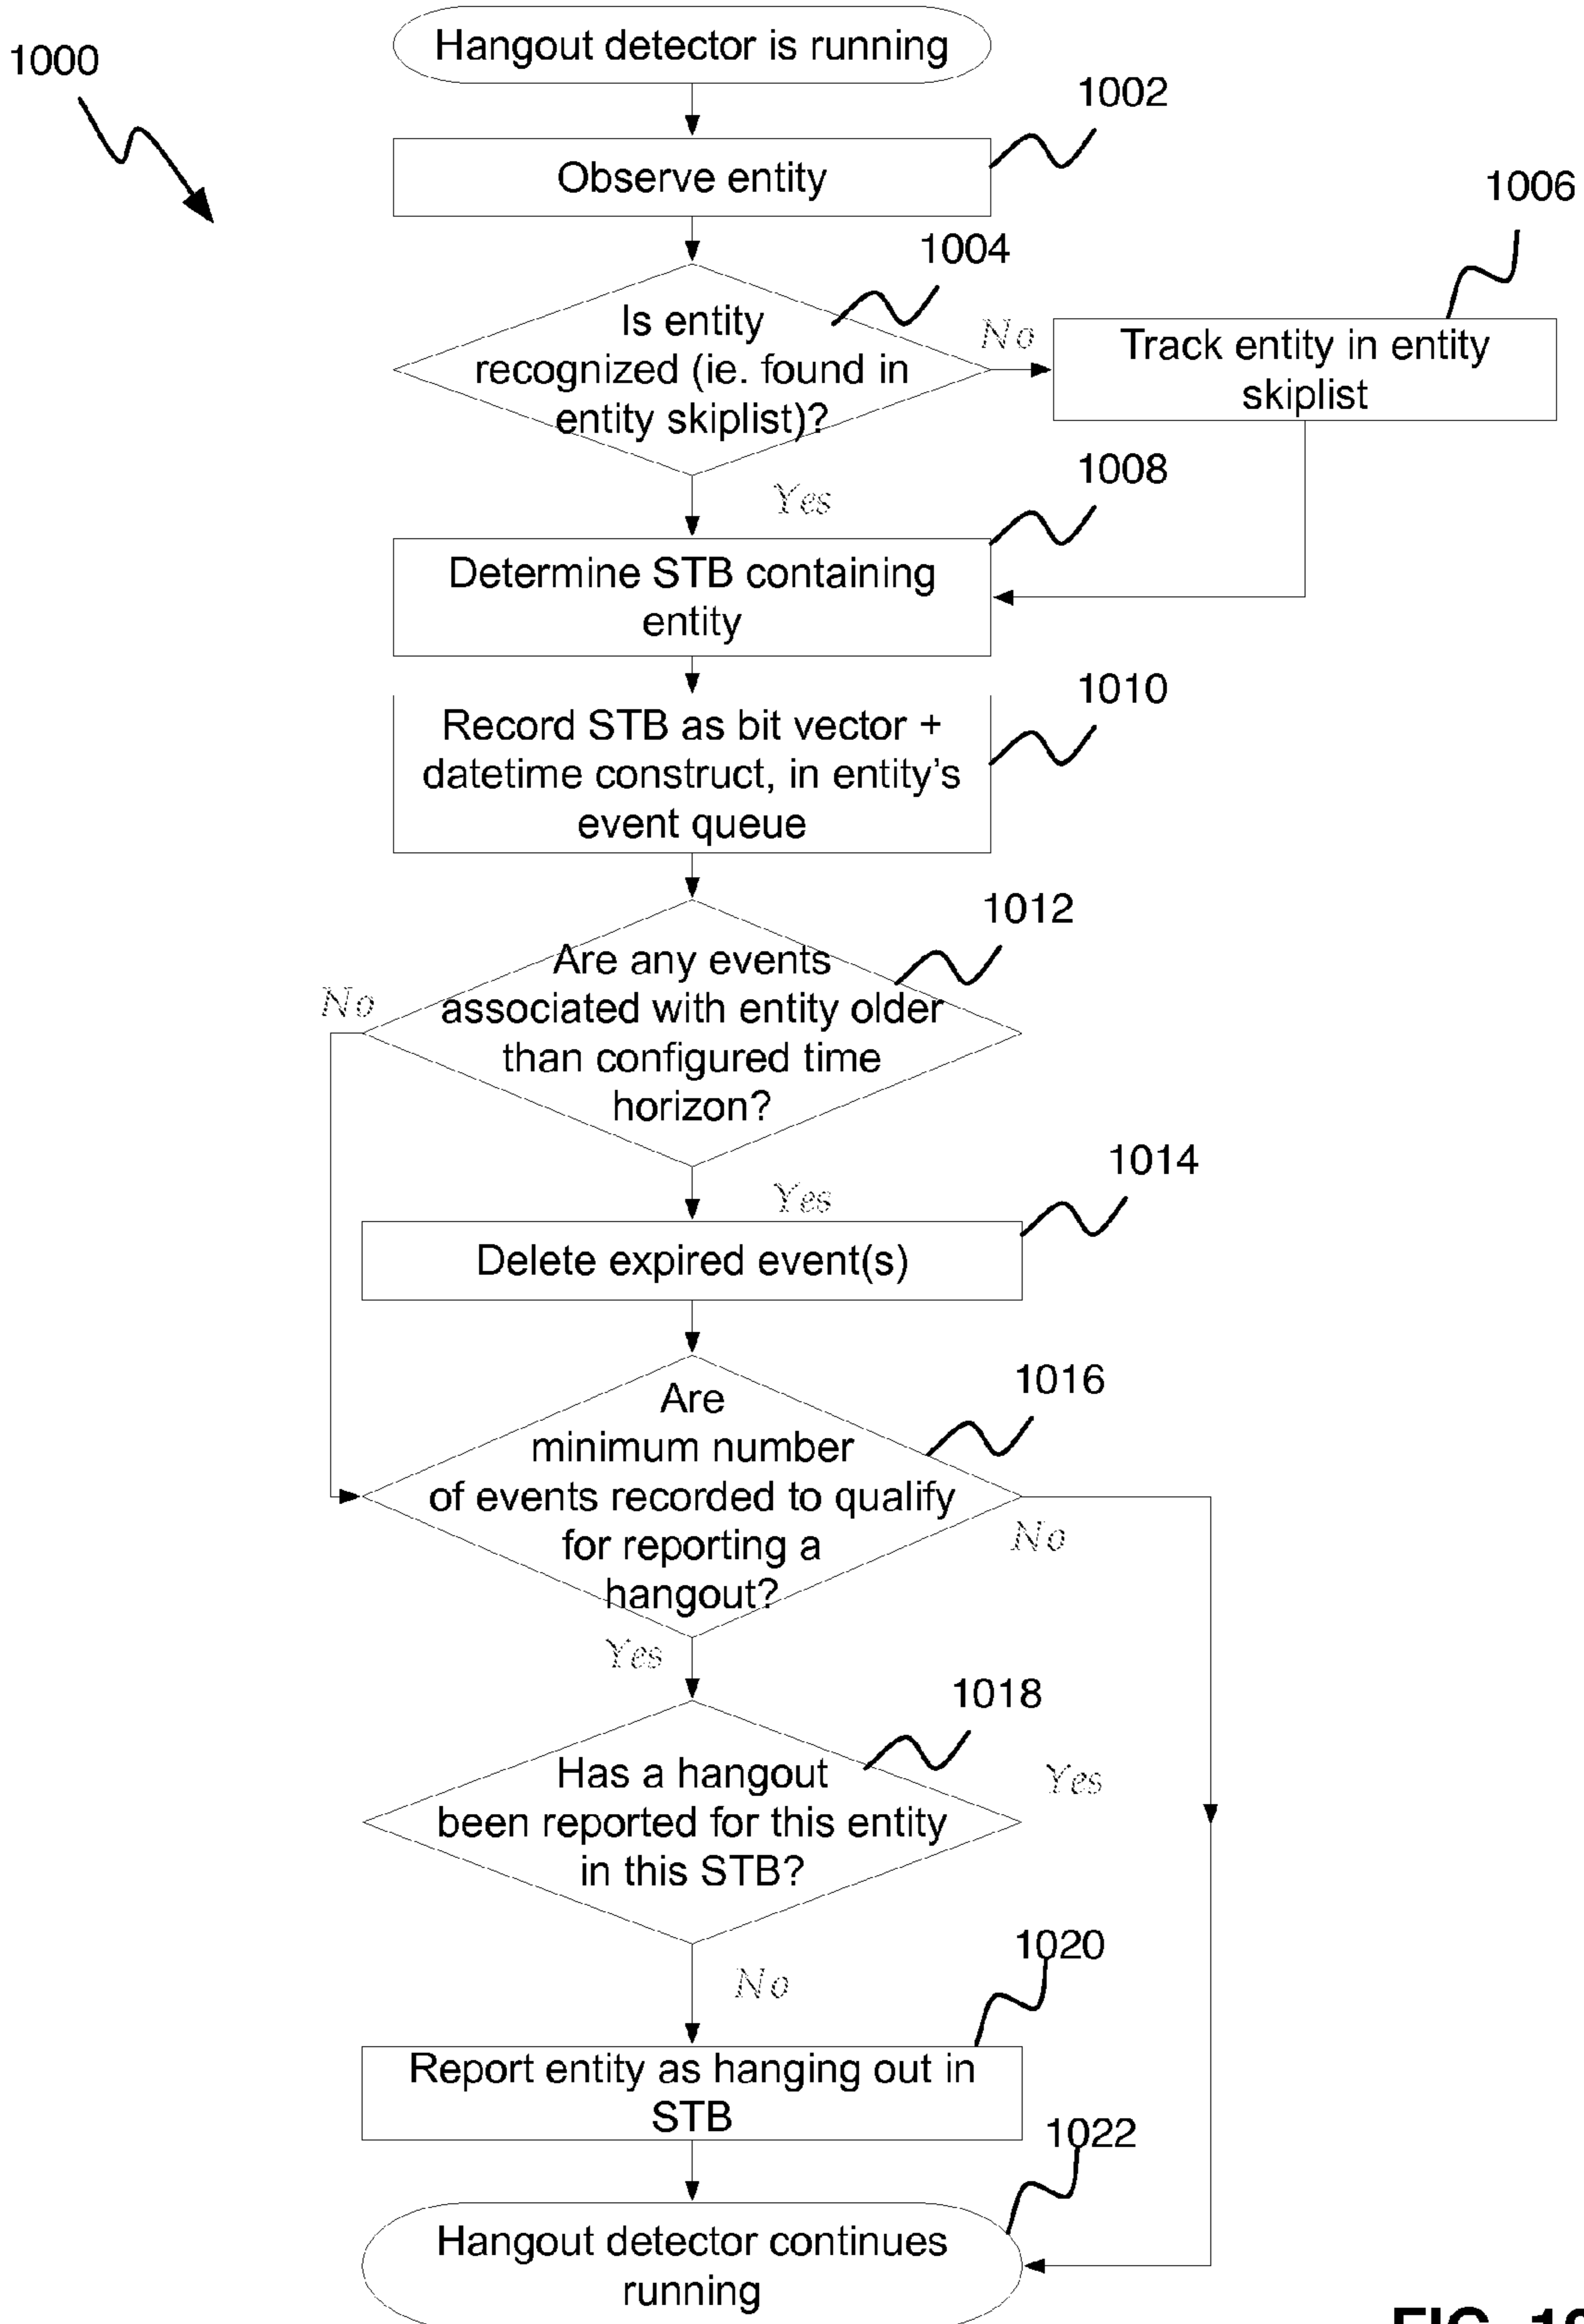 1000
Hangout detector is running
1002
Observe entity
1004
1006
Is entity
recognized (ie. found in
entity skiplist)?
No
Track entity in entity
skiplist
Yes
1008
Determine STB containing
entity
1010
Record STB as bit vector +
datetime construct, in entity's
event queue
1012
Are any events
associated with entity older
than configured time
horizon?
No
Yes
1014
Delete expired event(s)
1016
Are
minimum number
of events recorded to qualify
for reporting a
hangout?
No
Yes
1018
Has a hangout
been reported for this entity
in this STB?
Yes
No
1020
Report entity as hanging out in
STB
1022
Hangout detector continues
running